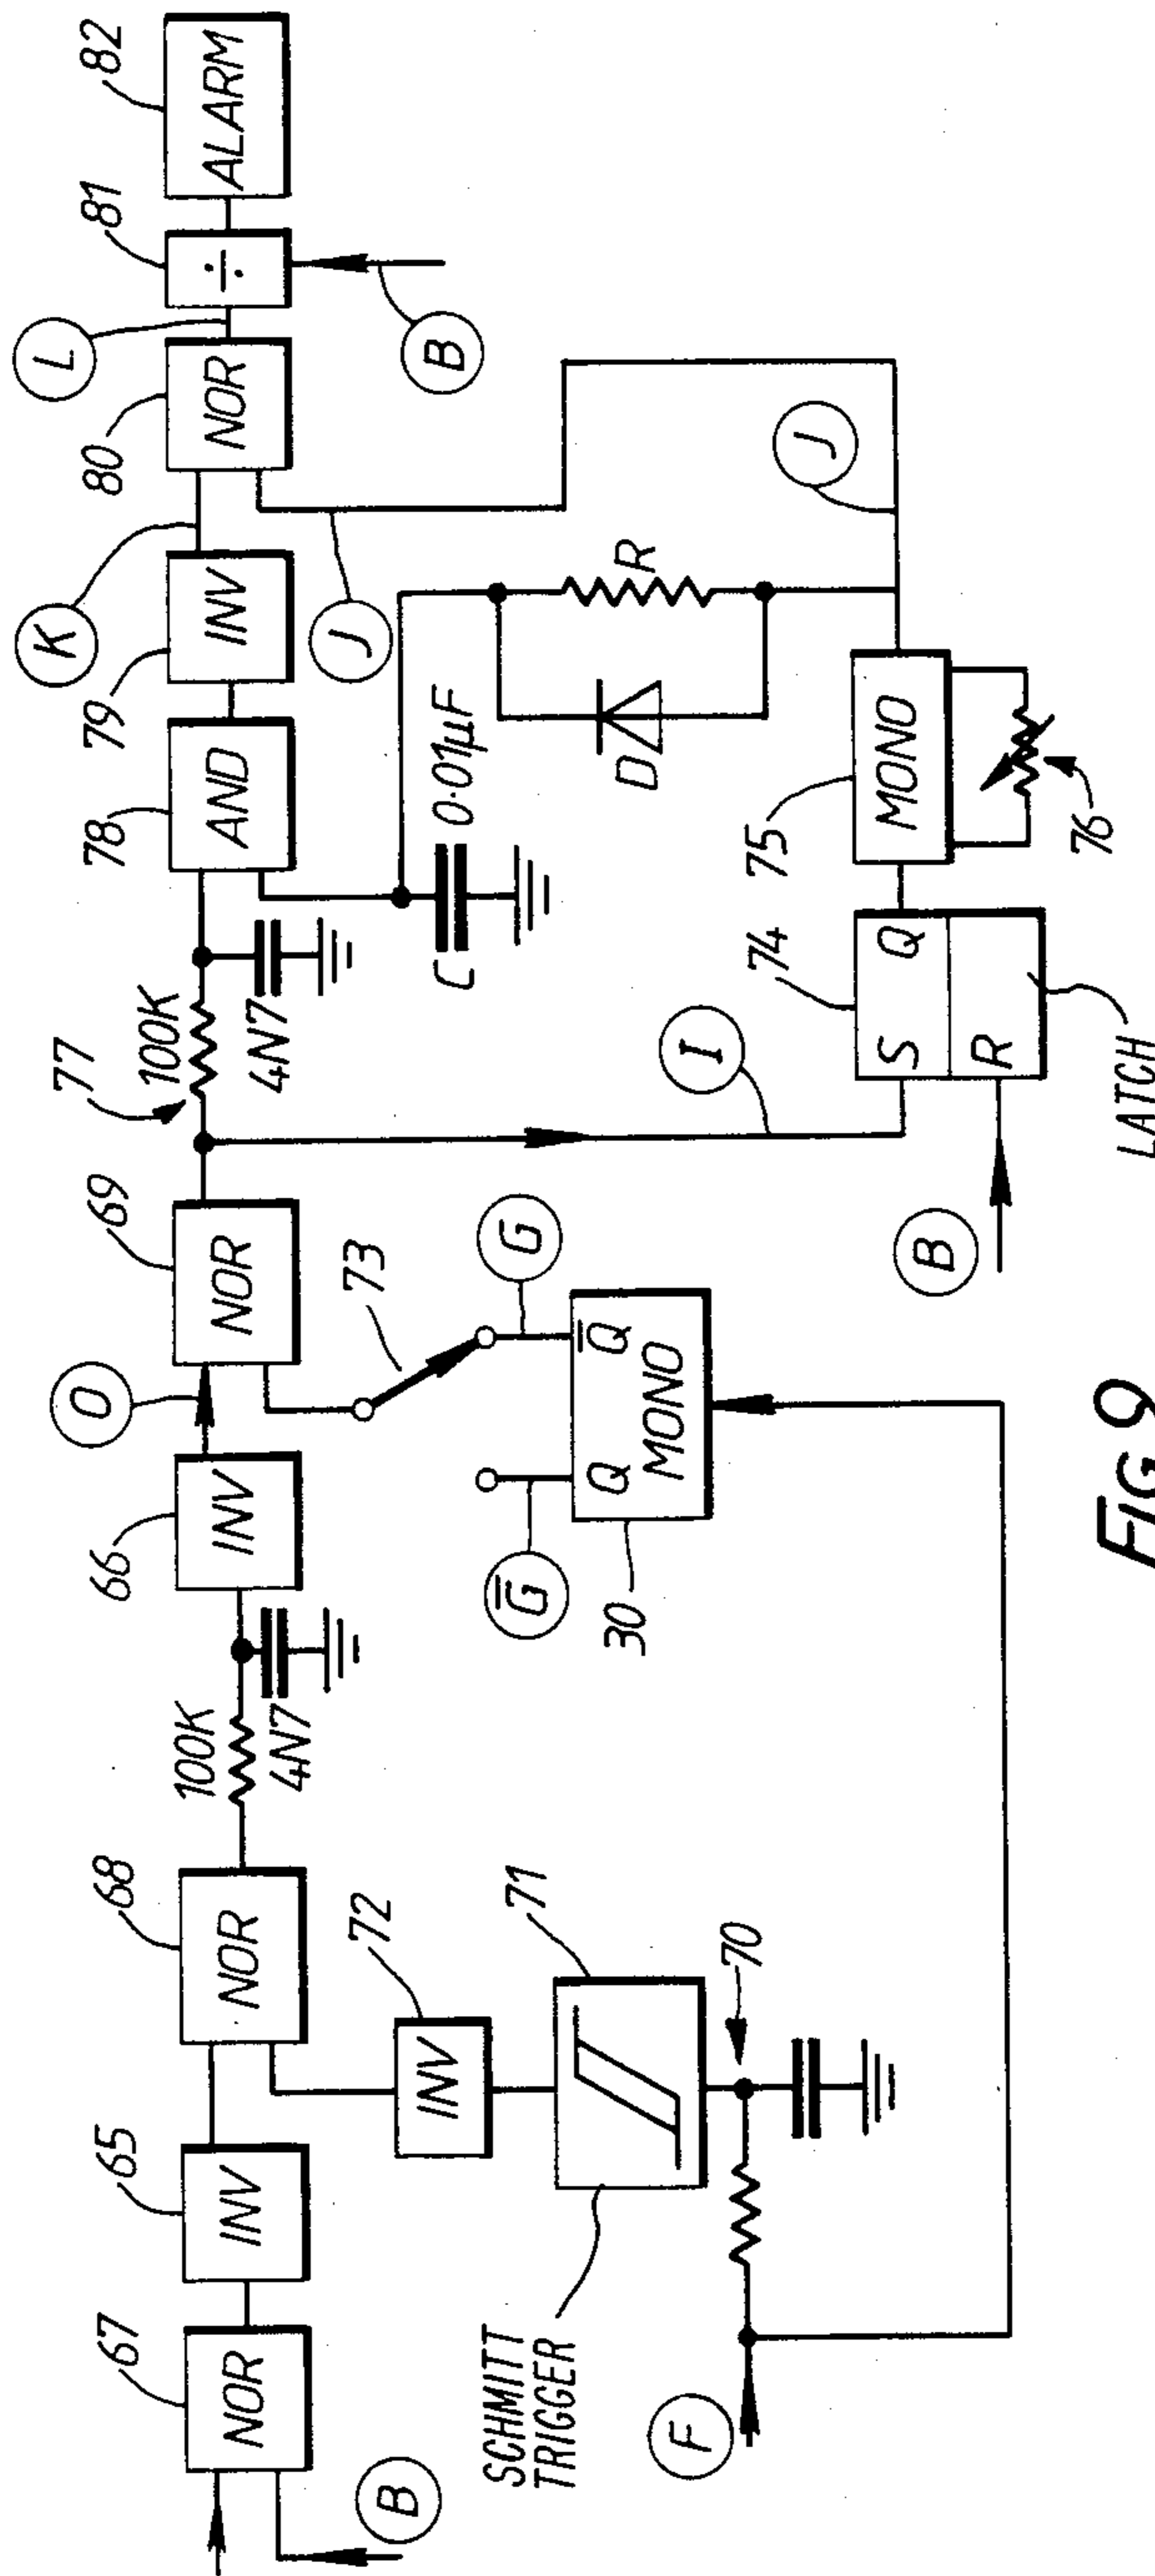 67
NOR
B
65
INV
68
NOR
100K
4N7
66
INV
O
69
NOR
77
100K
4N7
78
AND
79
INV
K
80
NOR
L
81
÷
B
82
ALARM
J
C
0·01µF
D
R
J
72
INV
71
SCHMITT
TRIGGER
70
F
73
G̅
G
Q
Q̅
MONO
30
I
74
S
Q
R
B
LATCH
75
MONO
76
FIG 9